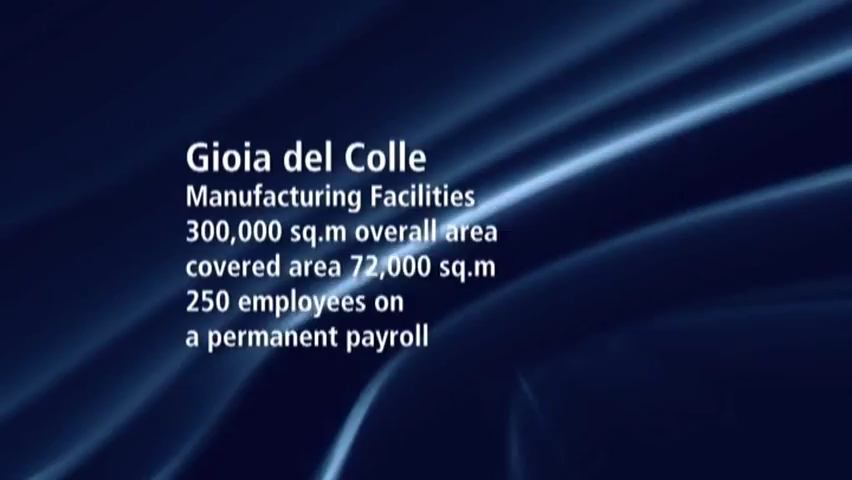 Gioia del Colle
Manufacturing Facilities
300,000 sq.m overall area
covered area 72,000 sq.m
250 employees on
a permanent payroll